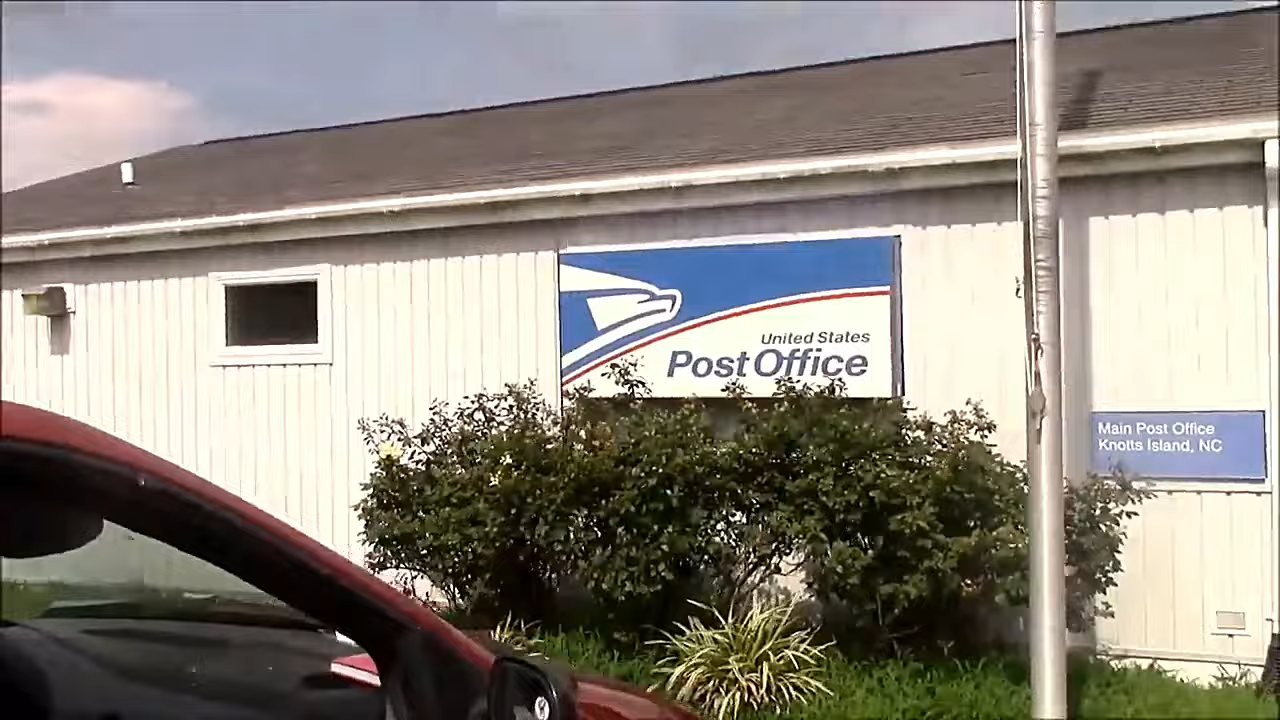 United States
Post Office
Main Post Office
Knotts Island, NC